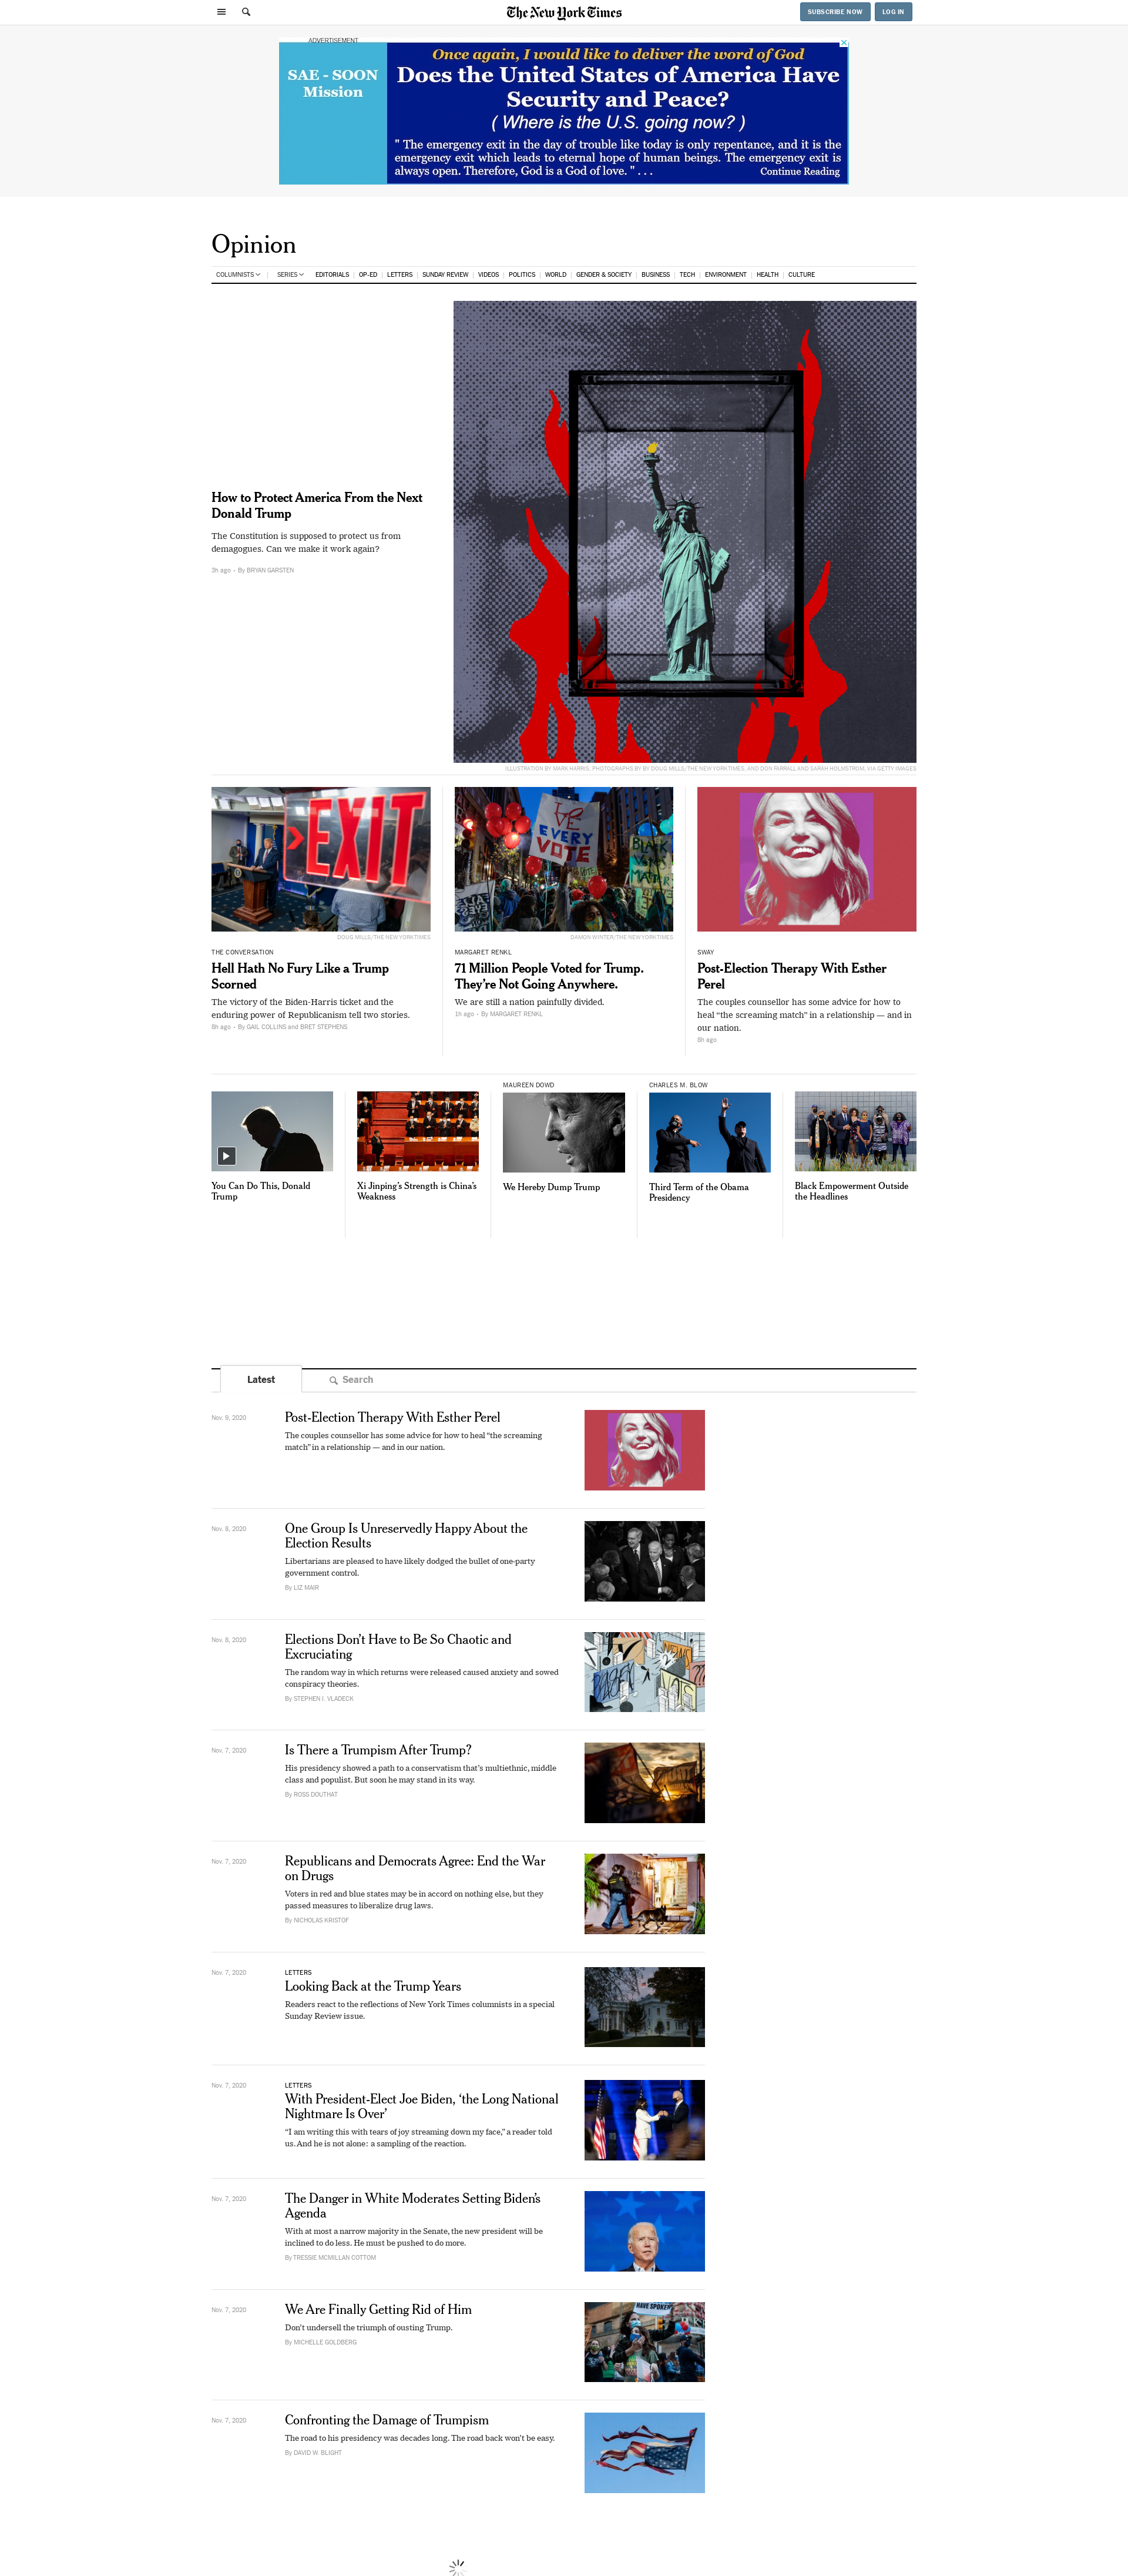 The New York Times
SUBSCRIBE NOW
LOG IN
ADVERTISEMENT
SAE - SOON
Mission
Once again, I would like to deliver the word of God
Does the United States of America Have
Security and Peace?
( Where is the U.S. going now? )
" The emergency exit in the day of trouble like today is only repentance, and it is the
emergency exit which leads to eternal hope of human beings. The emergency exit is
always open. Therefore, God is a God of love. " . . .
Continue Reading
Opinion
COLUMNISTS | SERIES EDITORIALS | OP-ED | LETTERS | SUNDAY REVIEW | VIDEOS | POLITICS | WORLD | GENDER & SOCIETY | BUSINESS | TECH | ENVIRONMENT | HEALTH | CULTURE
How to Protect America From the Next
Donald Trump
The Constitution is supposed to protect us from
demagogues. Can we make it work again?
3h ago • By BRYAN GARSTEN
ILLUSTRATION BY MARK HARRIS; PHOTOGRAPHS BY BY DOUG MILLS/THE NEW YORK TIMES, AND DON FARRALL AND SARAH HOLMSTROM, VIA GETTY IMAGES
EXIT
DOUG MILLS/THE NEW YORK TIMES
THE CONVERSATION
Hell Hath No Fury Like a Trump
Scorned
The victory of the Biden-Harris ticket and the
enduring power of Republicanism tell two stories.
8h ago • By GAIL COLLINS and BRET STEPHENS
EVERY
VOTE
BLACK
DAMON WINTER/THE NEW YORK TIMES
MARGARET RENKL
71 Million People Voted for Trump.
They’re Not Going Anywhere.
We are still a nation painfully divided.
1h ago • By MARGARET RENKL
SWAY
Post-Election Therapy With Esther
Perel
The couples counsellor has some advice for how to
heal “the screaming match” in a relationship — and in
our nation.
8h ago
You Can Do This, Donald
Trump
Xi Jinping’s Strength is China’s
Weakness
MAUREEN DOWD
We Hereby Dump Trump
CHARLES M. BLOW
Third Term of the Obama
Presidency
Black Empowerment Outside
the Headlines
Latest
Search
Nov. 9, 2020
Post-Election Therapy With Esther Perel
The couples counsellor has some advice for how to heal “the screaming
match” in a relationship — and in our nation.
Nov. 8, 2020
One Group Is Unreservedly Happy About the
Election Results
Libertarians are pleased to have likely dodged the bullet of one-party
government control.
By LIZ MAIR
Nov. 8, 2020
Elections Don’t Have to Be So Chaotic and
Excruciating
The random way in which returns were released caused anxiety and sowed
conspiracy theories.
By STEPHEN I. VLADECK
Nov. 7, 2020
Is There a Trumpism After Trump?
His presidency showed a path to a conservatism that’s multiethnic, middle
class and populist. But soon he may stand in its way.
By ROSS DOUTHAT
Nov. 7, 2020
Republicans and Democrats Agree: End the War
on Drugs
Voters in red and blue states may be in accord on nothing else, but they
passed measures to liberalize drug laws.
By NICHOLAS KRISTOF
Nov. 7, 2020
LETTERS
Looking Back at the Trump Years
Readers react to the reflections of New York Times columnists in a special
Sunday Review issue.
Nov. 7, 2020
LETTERS
With President-Elect Joe Biden, ‘the Long National
Nightmare Is Over’
“I am writing this with tears of joy streaming down my face,” a reader told
us. And he is not alone: a sampling of the reaction.
Nov. 7, 2020
The Danger in White Moderates Setting Biden’s
Agenda
With at most a narrow majority in the Senate, the new president will be
inclined to do less. He must be pushed to do more.
By TRESSIE MCMILLAN COTTOM
Nov. 7, 2020
We Are Finally Getting Rid of Him
Don’t undersell the triumph of ousting Trump.
By MICHELLE GOLDBERG
HAVE SPOKEN
Nov. 7, 2020
Confronting the Damage of Trumpism
The road to his presidency was decades long. The road back won’t be easy.
By DAVID W. BLIGHT